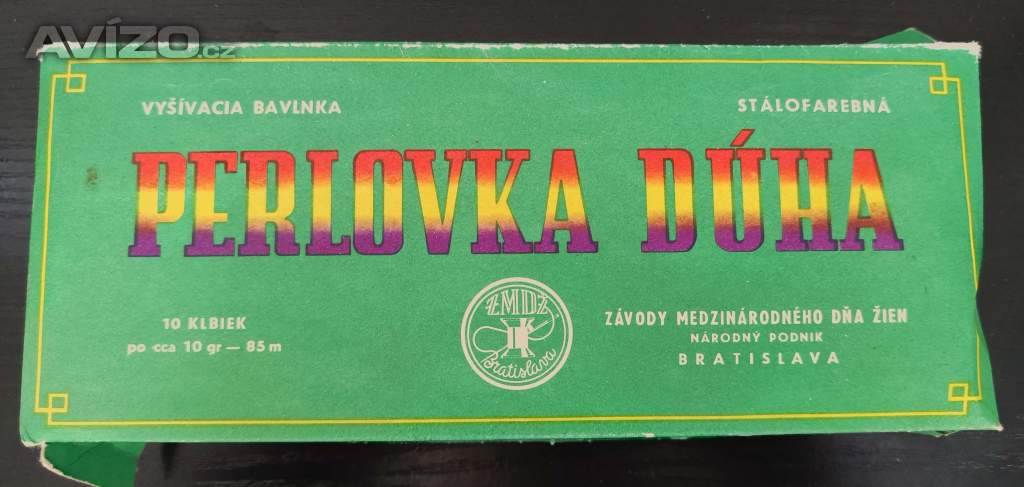 AVÍZO.cz
VYŠÍVACIA BAVLNKA
STÁLOFAREBNÁ
PERLOVKA DÚHA
10 KLBIEK
po cca 10 gr — 85 m
ZMDŽ
Bratislava
ZÁVODY MEDZINÁRODNÉHO DŇA ŽIEN
NÁRODNÝ PODNIK
BRATISLAVA